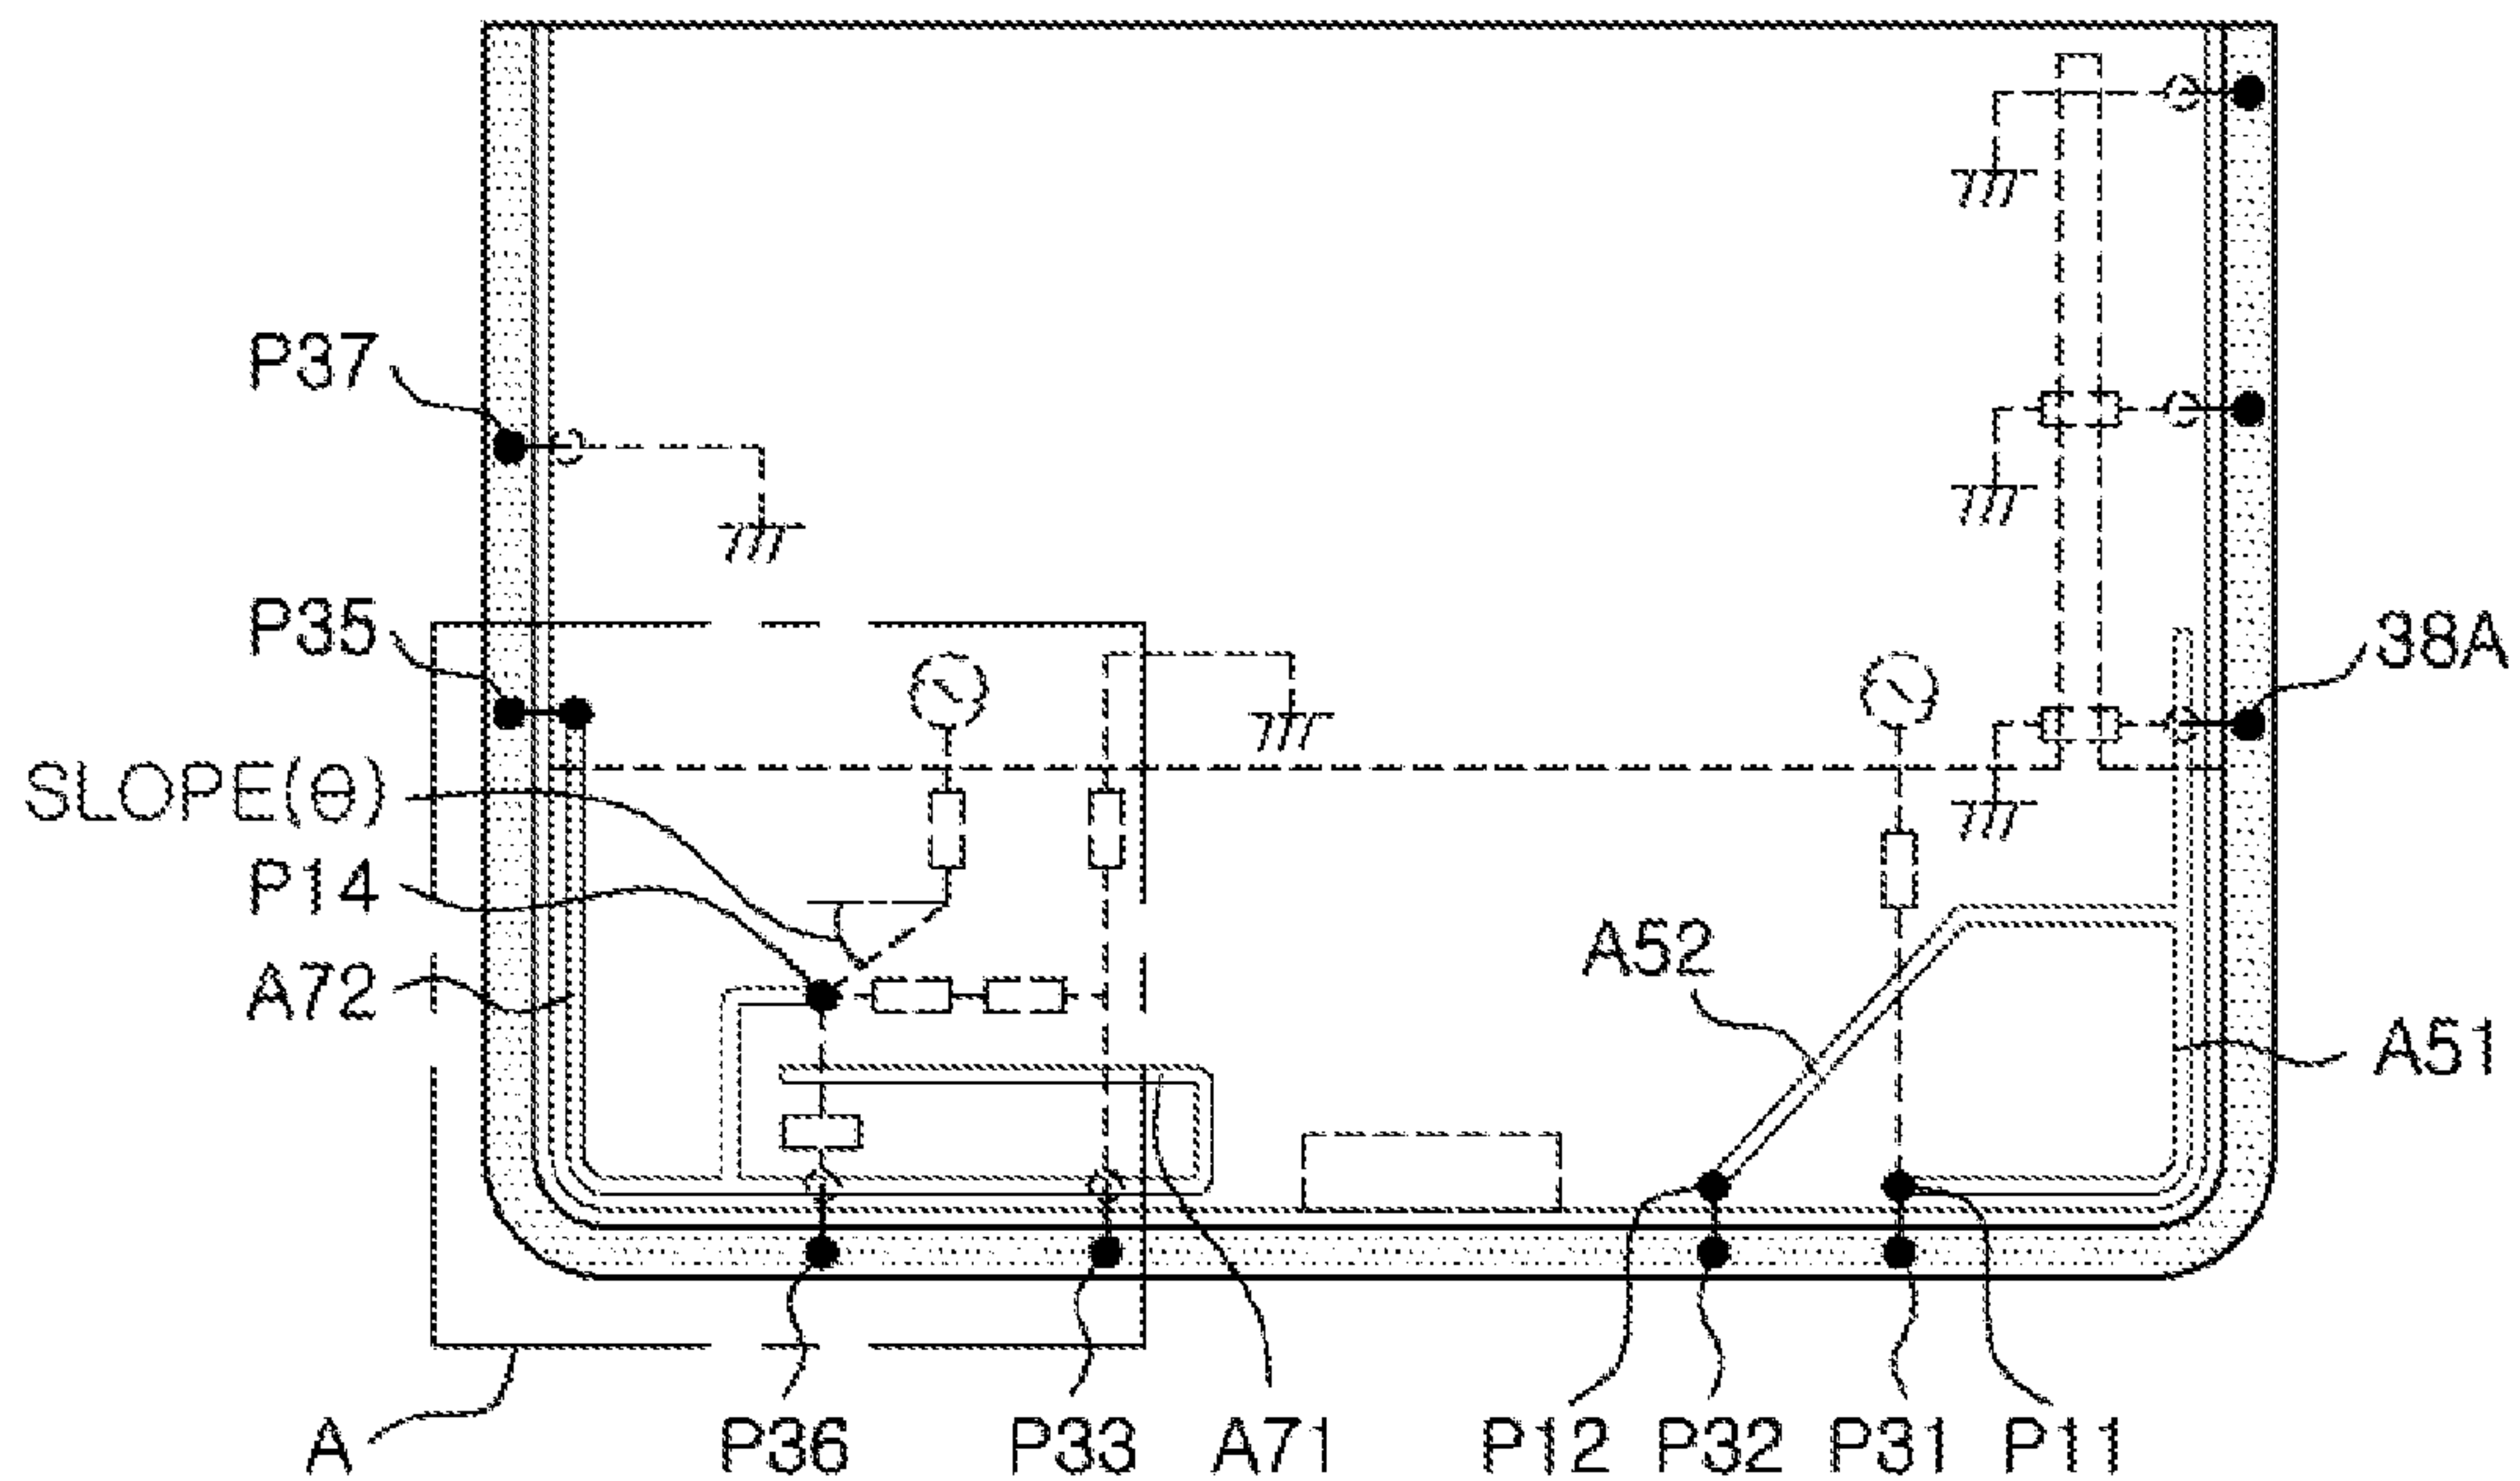 P37
P35
38A
SLOPE(θ)
P14
A52
A72
A51
A
P36
P33
A71
P12
P32
P31
P11